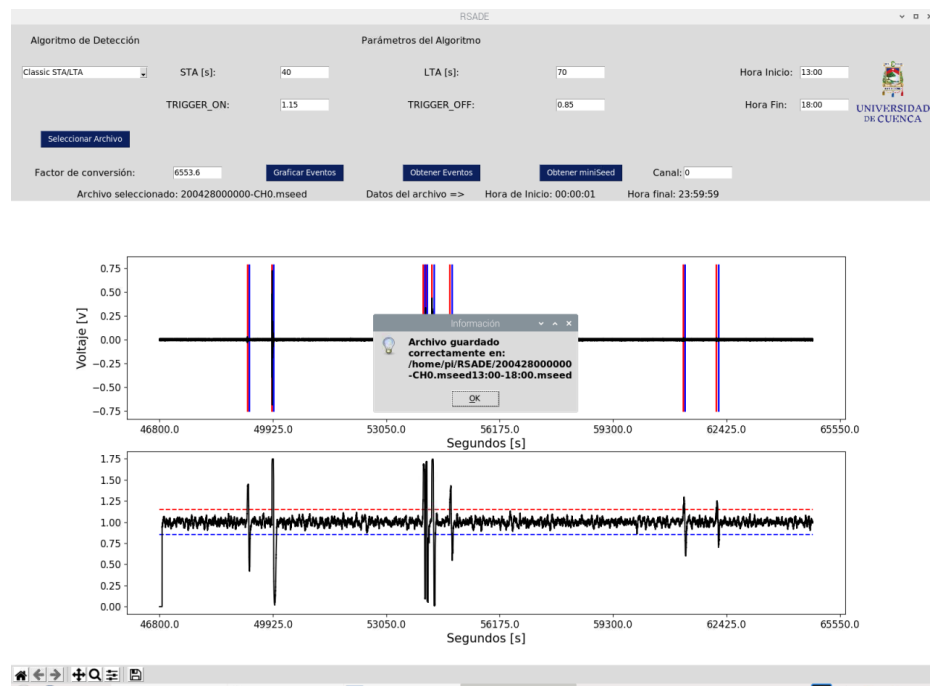 RSADE
Algoritmo de Detección
Parámetros del Algoritmo
Classic STA/LTA
STA [s]:
40
LTA [s]:
70
Hora Inicio:
13:00
TRIGGER_ON:
1.15
TRIGGER_OFF:
0.85
Hora Fin:
18:00
UNIVERSIDAD
DE CUENCA
Seleccionar Archivo
Factor de conversión:
6553.6
Graficar Eventos
Obtener Eventos
Obtener miniSeed
Canal:
0
Archivo seleccionado: 200428000000-CH0.mseed
Datos del archivo =>
Hora de Inicio: 00:00:01
Hora final: 23:59:59
0.75
0.50
0.25
0.00
−0.25
−0.50
−0.75
Voltaje [v]
Información
Archivo guardado
correctamente en:
/home/pi/RSADE/200428000000
-CH0.mseed13:00-18:00.mseed
OK
46800.0
49925.0
53050.0
56175.0
59300.0
62425.0
65550.0
Segundos [s]
1.75
1.50
1.25
1.00
0.75
0.50
0.25
0.00
46800.0
49925.0
53050.0
56175.0
59300.0
62425.0
65550.0
Segundos [s]